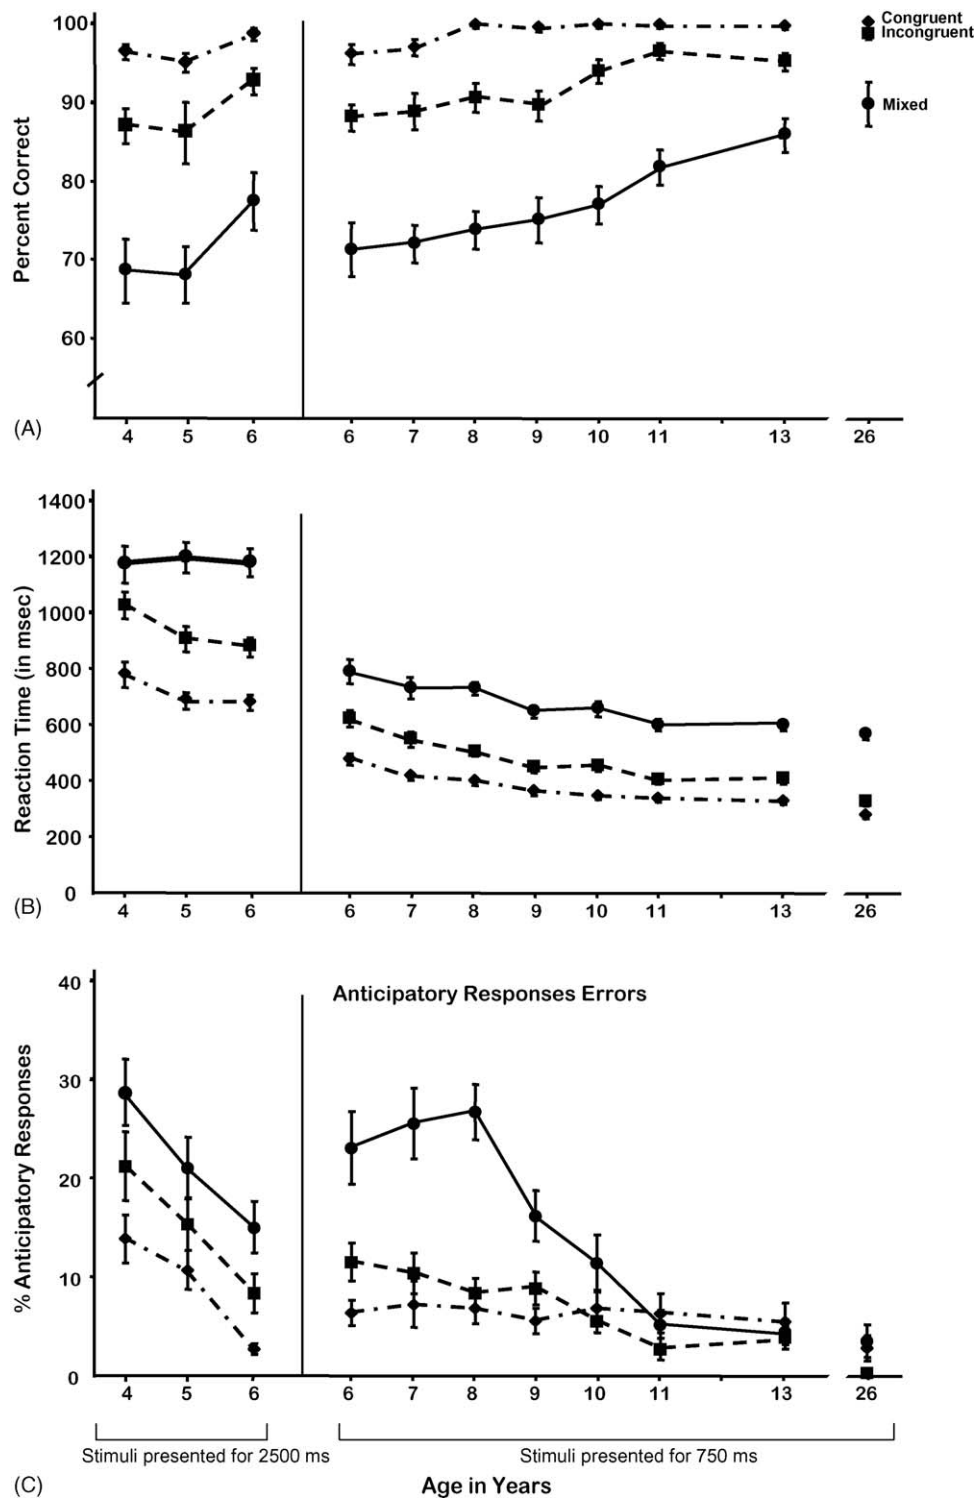 Congruent
Incongruent
Mixed
Percent Correct
100
90
80
70
60
(A)
4 5 6 6 7 8 9 10 11 13 26
Reaction Time (in msec)
1400
1200
1000
800
600
400
200
0
(B)
4 5 6 6 7 8 9 10 11 13 26
Anticipatory Responses Errors
% Anticipatory Responses
40
30
20
10
0
4 5 6 6 7 8 9 10 11 13 26
Stimuli presented for 2500 ms Stimuli presented for 750 ms
(C) Age in Years